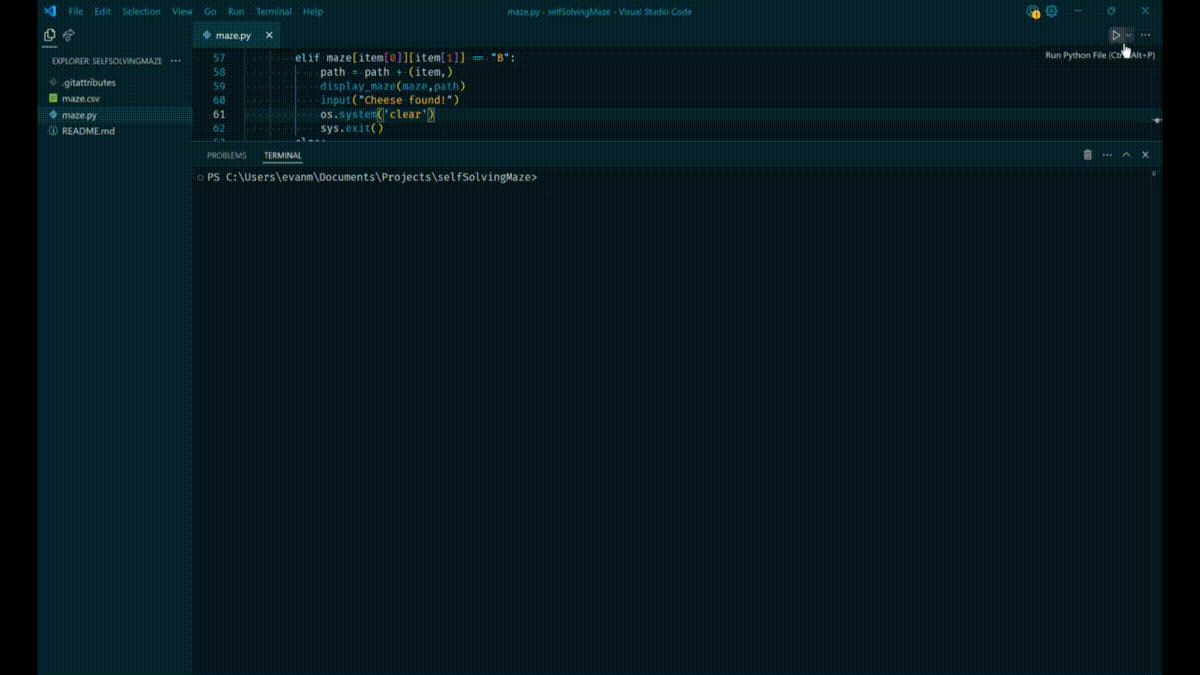 File Edit Selection View Go Run Terminal Help
maze.py - selfSolvingMaze - Visual Studio Code
maze.py
EXPLORER: SELFSOLVINGMAZE
.gitattributes
maze.csv
maze.py
README.md
Run Python File (Ct Alt+P)
57 elif maze[item[0]][item[1]] == "B":
58 path = path + (item,)
59 display_maze(maze,path)
60 input("Cheese found!")
61 os.system('clear')
62 sys.exit()
PROBLEMS TERMINAL
PS C:\Users\evanm\Documents\Projects\selfSolvingMaze>